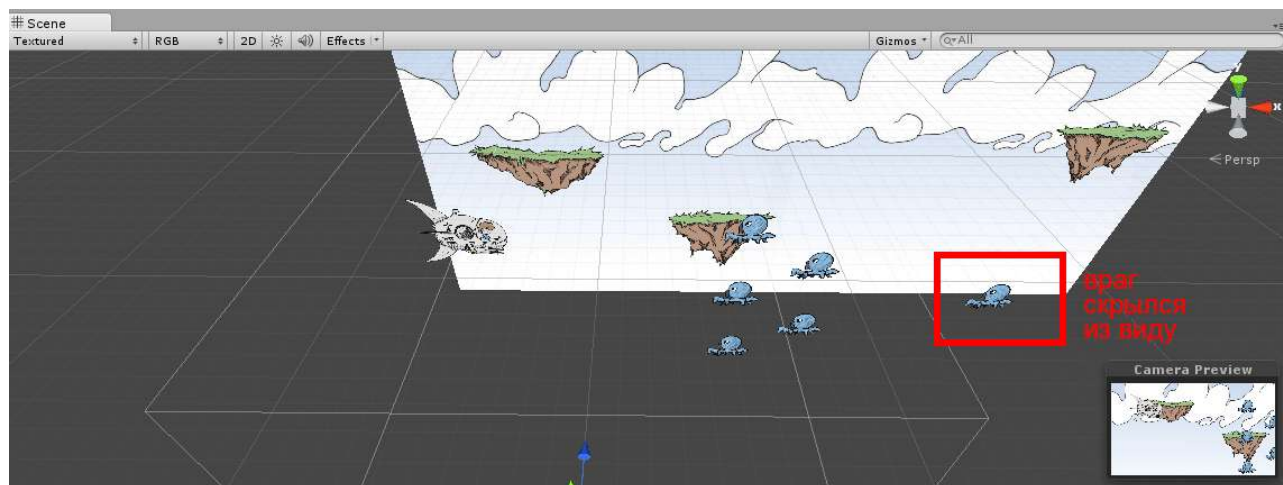 Scene
Textured RGB 2D Effects Gizmos All
x
Persp
враг
скрылся
из виду
Camera Preview